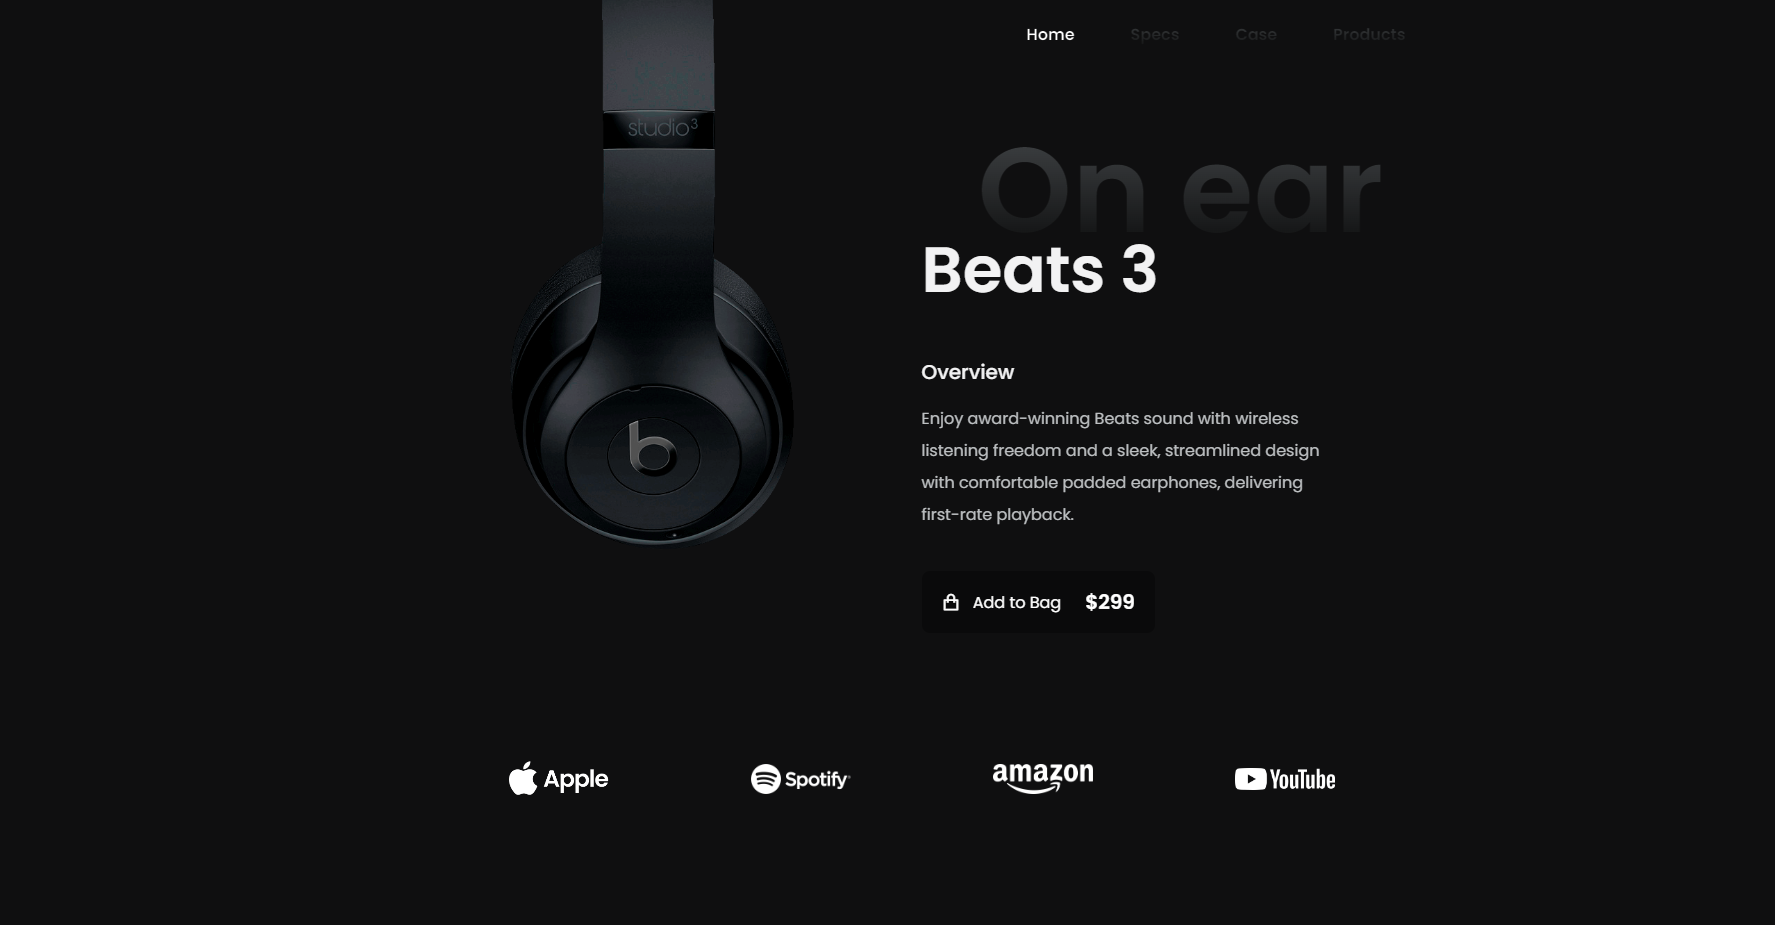 Home Specs Case Products
studio3
On ear
Beats 3
Overview
Enjoy award-winning Beats sound with wireless
listening freedom and a sleek, streamlined design
with comfortable padded earphones, delivering
first-rate playback.
Add to Bag $299
Apple Spotify amazon YouTube